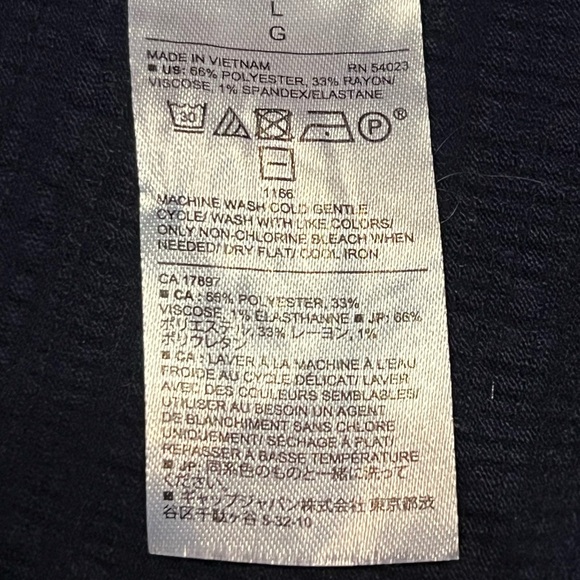 L
G
MADE IN VIETNAM RN 54023
■ US: 66% POLYESTER, 33% RAYON/
VISCOSE, 1% SPANDEX/ELASTANE
30 P ®
1166
MACHINE WASH COLD GENTLE
CYCLE/ WASH WITH LIKE COLORS/
ONLY NON-CHLORINE BLEACH WHEN
NEEDED/ DRY FLAT/ COOL IRON
CA 17897
■ CA : 66% POLYESTER, 33%
VISCOSE, 1% ÉLASTHANNE ■ JP: 66%
ポリエステル, 33% レーヨン, 1%
ポリウレタン
■ CA : LAVER À LA MACHINE À L'EAU
FROIDE AU CYCLE DÉLICAT/ LAVER
AVEC DES COULEURS SEMBLABLES/
UTILISER AU BESOIN UN AGENT
DE BLANCHIMENT SANS CHLORE
UNIQUEMENT/ SÉCHAGE À PLAT/
REPASSER À BASSE TEMPÉRATURE
■ JP: 同系色のものと一緒に洗って
ください。
■ ギャップジャパン株式会社 東京都渋
谷区千駄ヶ谷 5-32-10